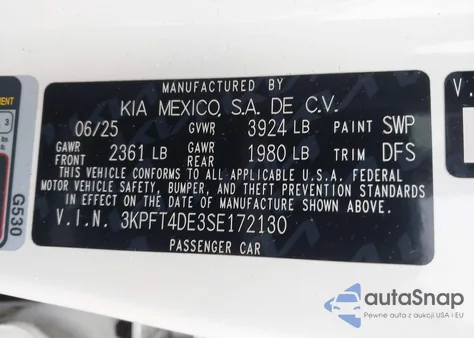 MANUFACTURED BY
KIA MEXICO, S.A. DE C.V.
06/25 GVWR 3924 LB PAINT SWP
GAWR FRONT 2361 LB GAWR REAR 1980 LB TRIM DFS
THIS VEHICLE CONFORMS TO ALL APPLICABLE U.S.A. FEDERAL
MOTOR VEHICLE SAFETY, BUMPER, AND THEFT PREVENTION STANDARDS
IN EFFECT ON THE DATE OF MANUFACTURE SHOWN ABOVE.
V.I.N. 3KPFT4DE3SE172130
PASSENGER CAR
G530
3
V.
autoSnap
Pewne auta z aukcji USA i EU